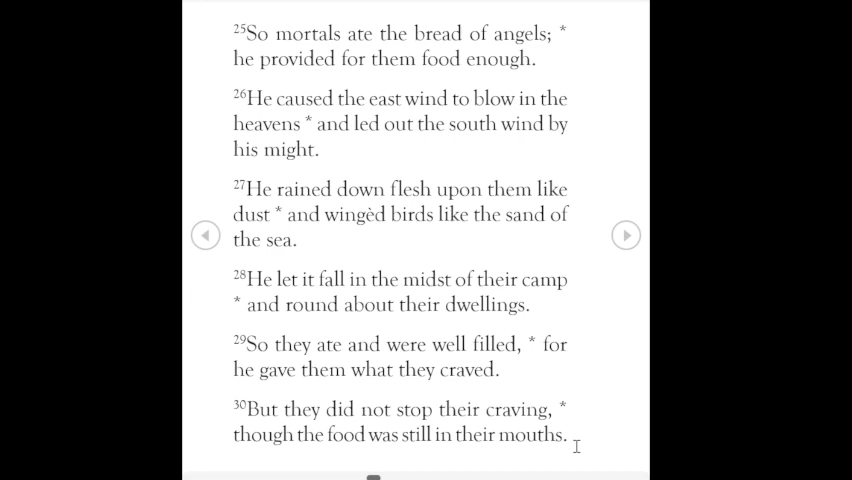 ²⁵So mortals ate the bread of angels; *
he provided for them food enough.
²⁶He caused the east wind to blow in the
heavens * and led out the south wind by
his might.
²⁷He rained down flesh upon them like
dust * and wingèd birds like the sand of
the sea.
²⁸He let it fall in the midst of their camp
* and round about their dwellings.
²⁹So they ate and were well filled, * for
he gave them what they craved.
³⁰But they did not stop their craving, *
though the food was still in their mouths.